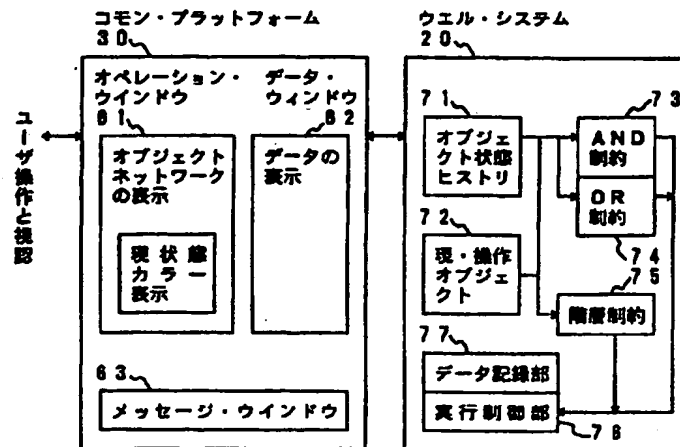 コモン・プラットフォーム
30
オペレーション・
ウインドウ
61
データ・
ウィンドウ
62
オブジェクト
ネットワーク
の表示
現状態
カラー
表示
データの
表示
63
メッセージ・ウインドウ
ユーザ操作と視認
ウエル・システム
20
71
オブジェ
クト状態
ヒストリ
73
AND
制約
OR
制約
74
72
現・操作
オブジェ
クト
75
階層制約
77
データ記録部
実行制御部
76